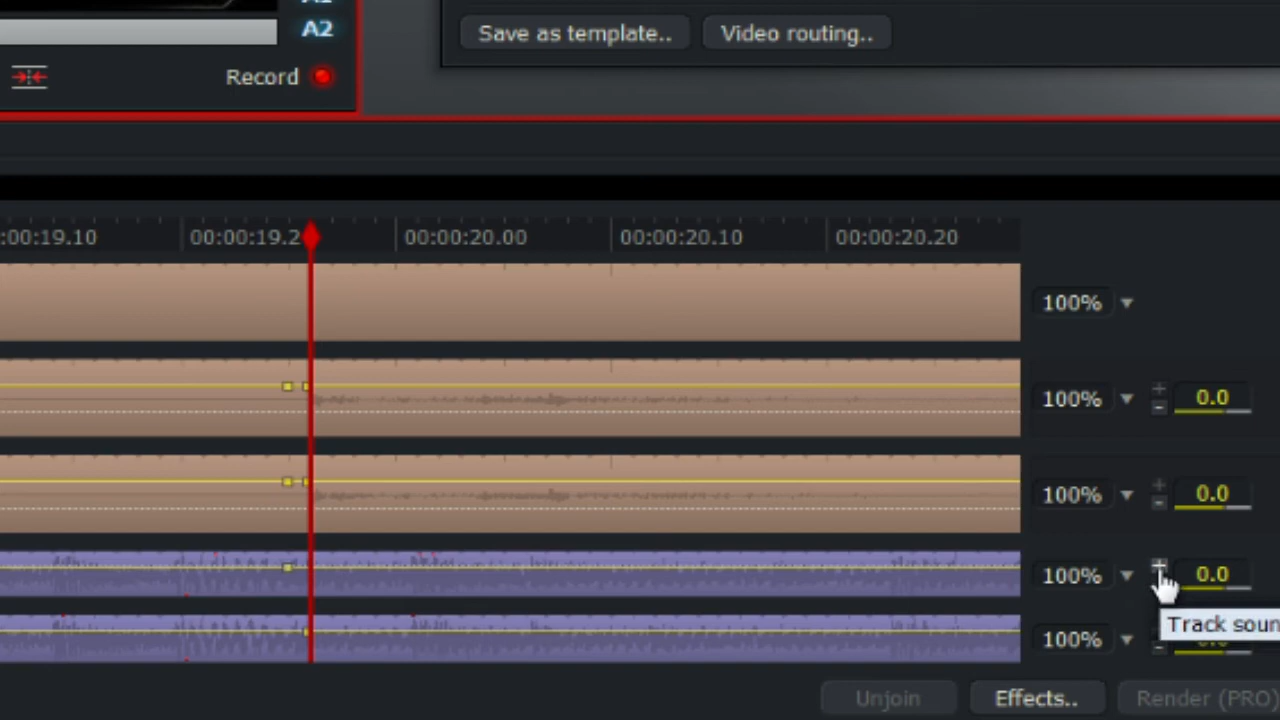 A2
Save as template..
Video routing..
Record
:00:00:19.10
00:00:19.2
00:00:20.00
00:00:20.10
00:00:20.20
100%
100%
0.0
100%
0.0
100%
0.0
Track soun
100%
Unjoin
Effects..
Render (PRO)